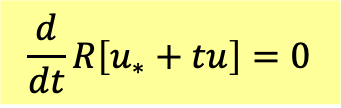 d/dt R[u_* + tu] = 0